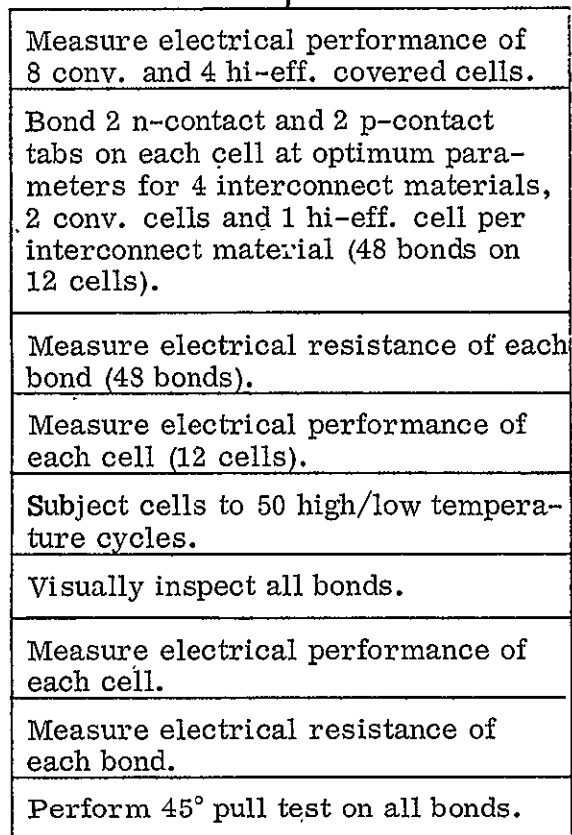 Measure electrical performance of
8 conv. and 4 hi-eff. covered cells.
Bond 2 n-contact and 2 p-contact
tabs on each cell at optimum para-
meters for 4 interconnect materials,
2 conv. cells and 1 hi-eff. cell per
interconnect material (48 bonds on
12 cells).
Measure electrical resistance of each
bond (48 bonds).
Measure electrical performance of
each cell (12 cells).
Subject cells to 50 high/low tempera-
ture cycles.
Visually inspect all bonds.
Measure electrical performance of
each cell.
Measure electrical resistance of
each bond.
Perform 45° pull test on all bonds.